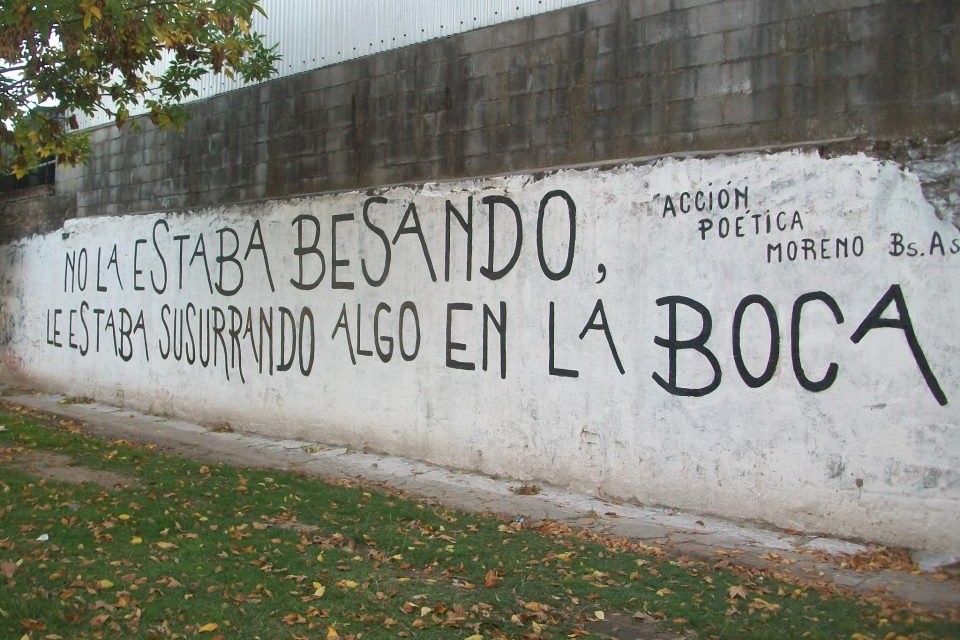 NO LA ESTABA BESANDO,
LE ESTABA SUSURRANDO ALGO EN LA BOCA
ACCIÓN
POÉTICA
MORENO Bs.As